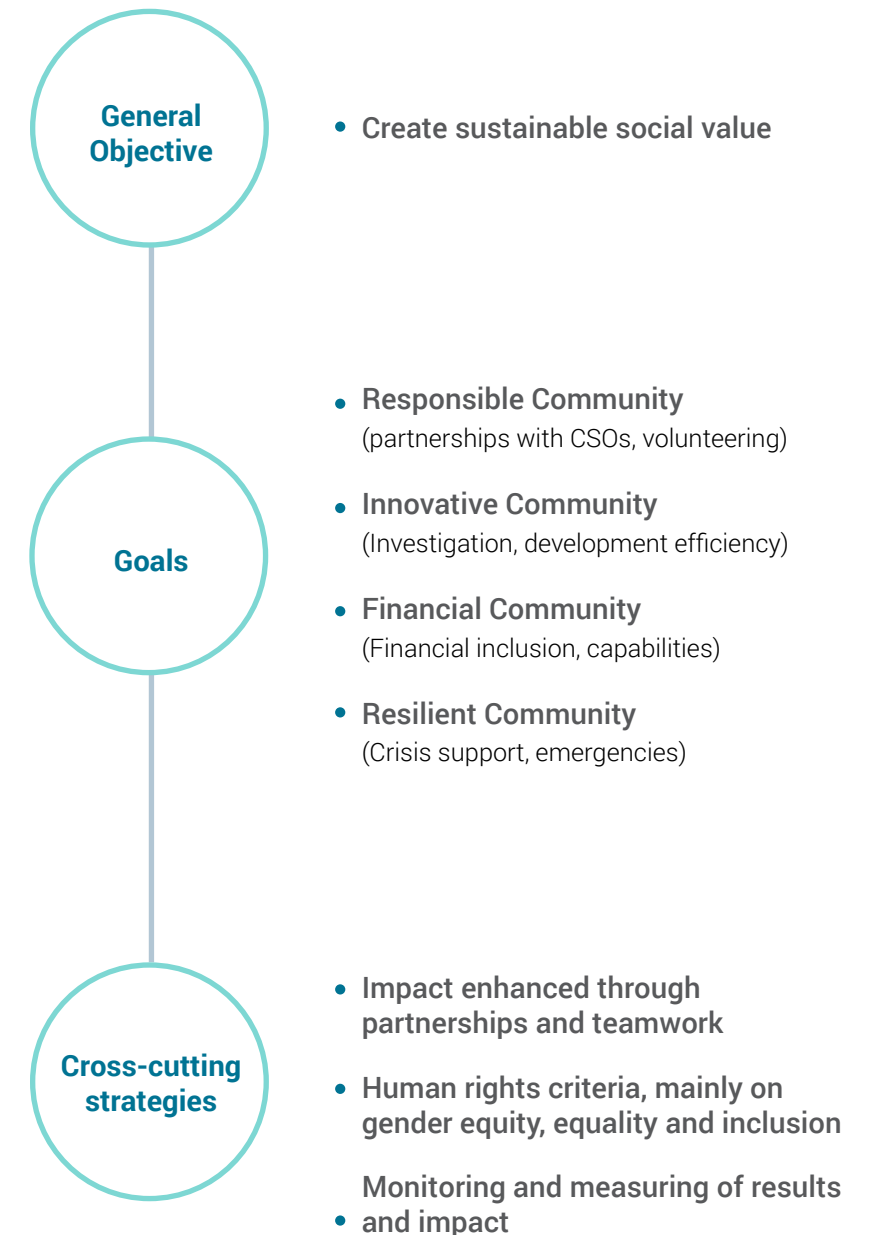 General
Objective
• Create sustainable social value
Goals
• Responsible Community
(partnerships with CSOs, volunteering)
• Innovative Community
(Investigation, development efficiency)
• Financial Community
(Financial inclusion, capabilities)
• Resilient Community
(Crisis support, emergencies)
Cross-cutting
strategies
• Impact enhanced through
partnerships and teamwork
• Human rights criteria, mainly on
gender equity, equality and inclusion
Monitoring and measuring of results
• and impact